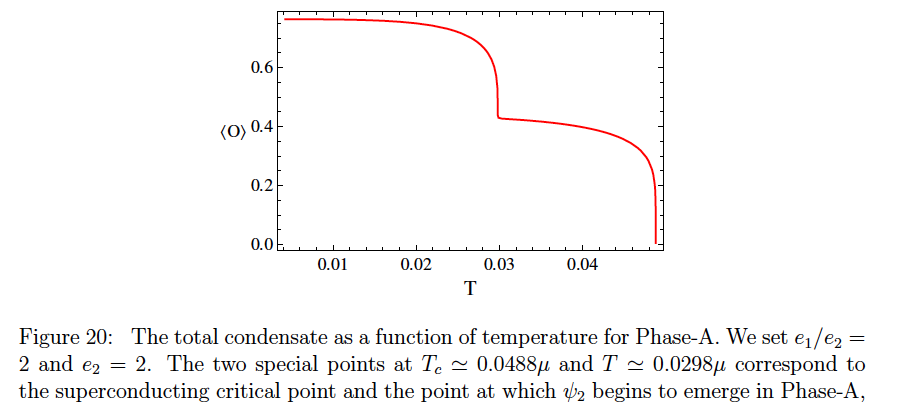 0.6
⟨O⟩ 0.4
0.2
0.0
0.01 0.02 0.03 0.04
T
Figure 20: The total condensate as a function of temperature for Phase-A. We set e₁/e₂ =
2 and e₂ = 2. The two special points at T_c ≃ 0.0488μ and T ≃ 0.0298μ correspond to
the superconducting critical point and the point at which ψ₂ begins to emerge in Phase-A,